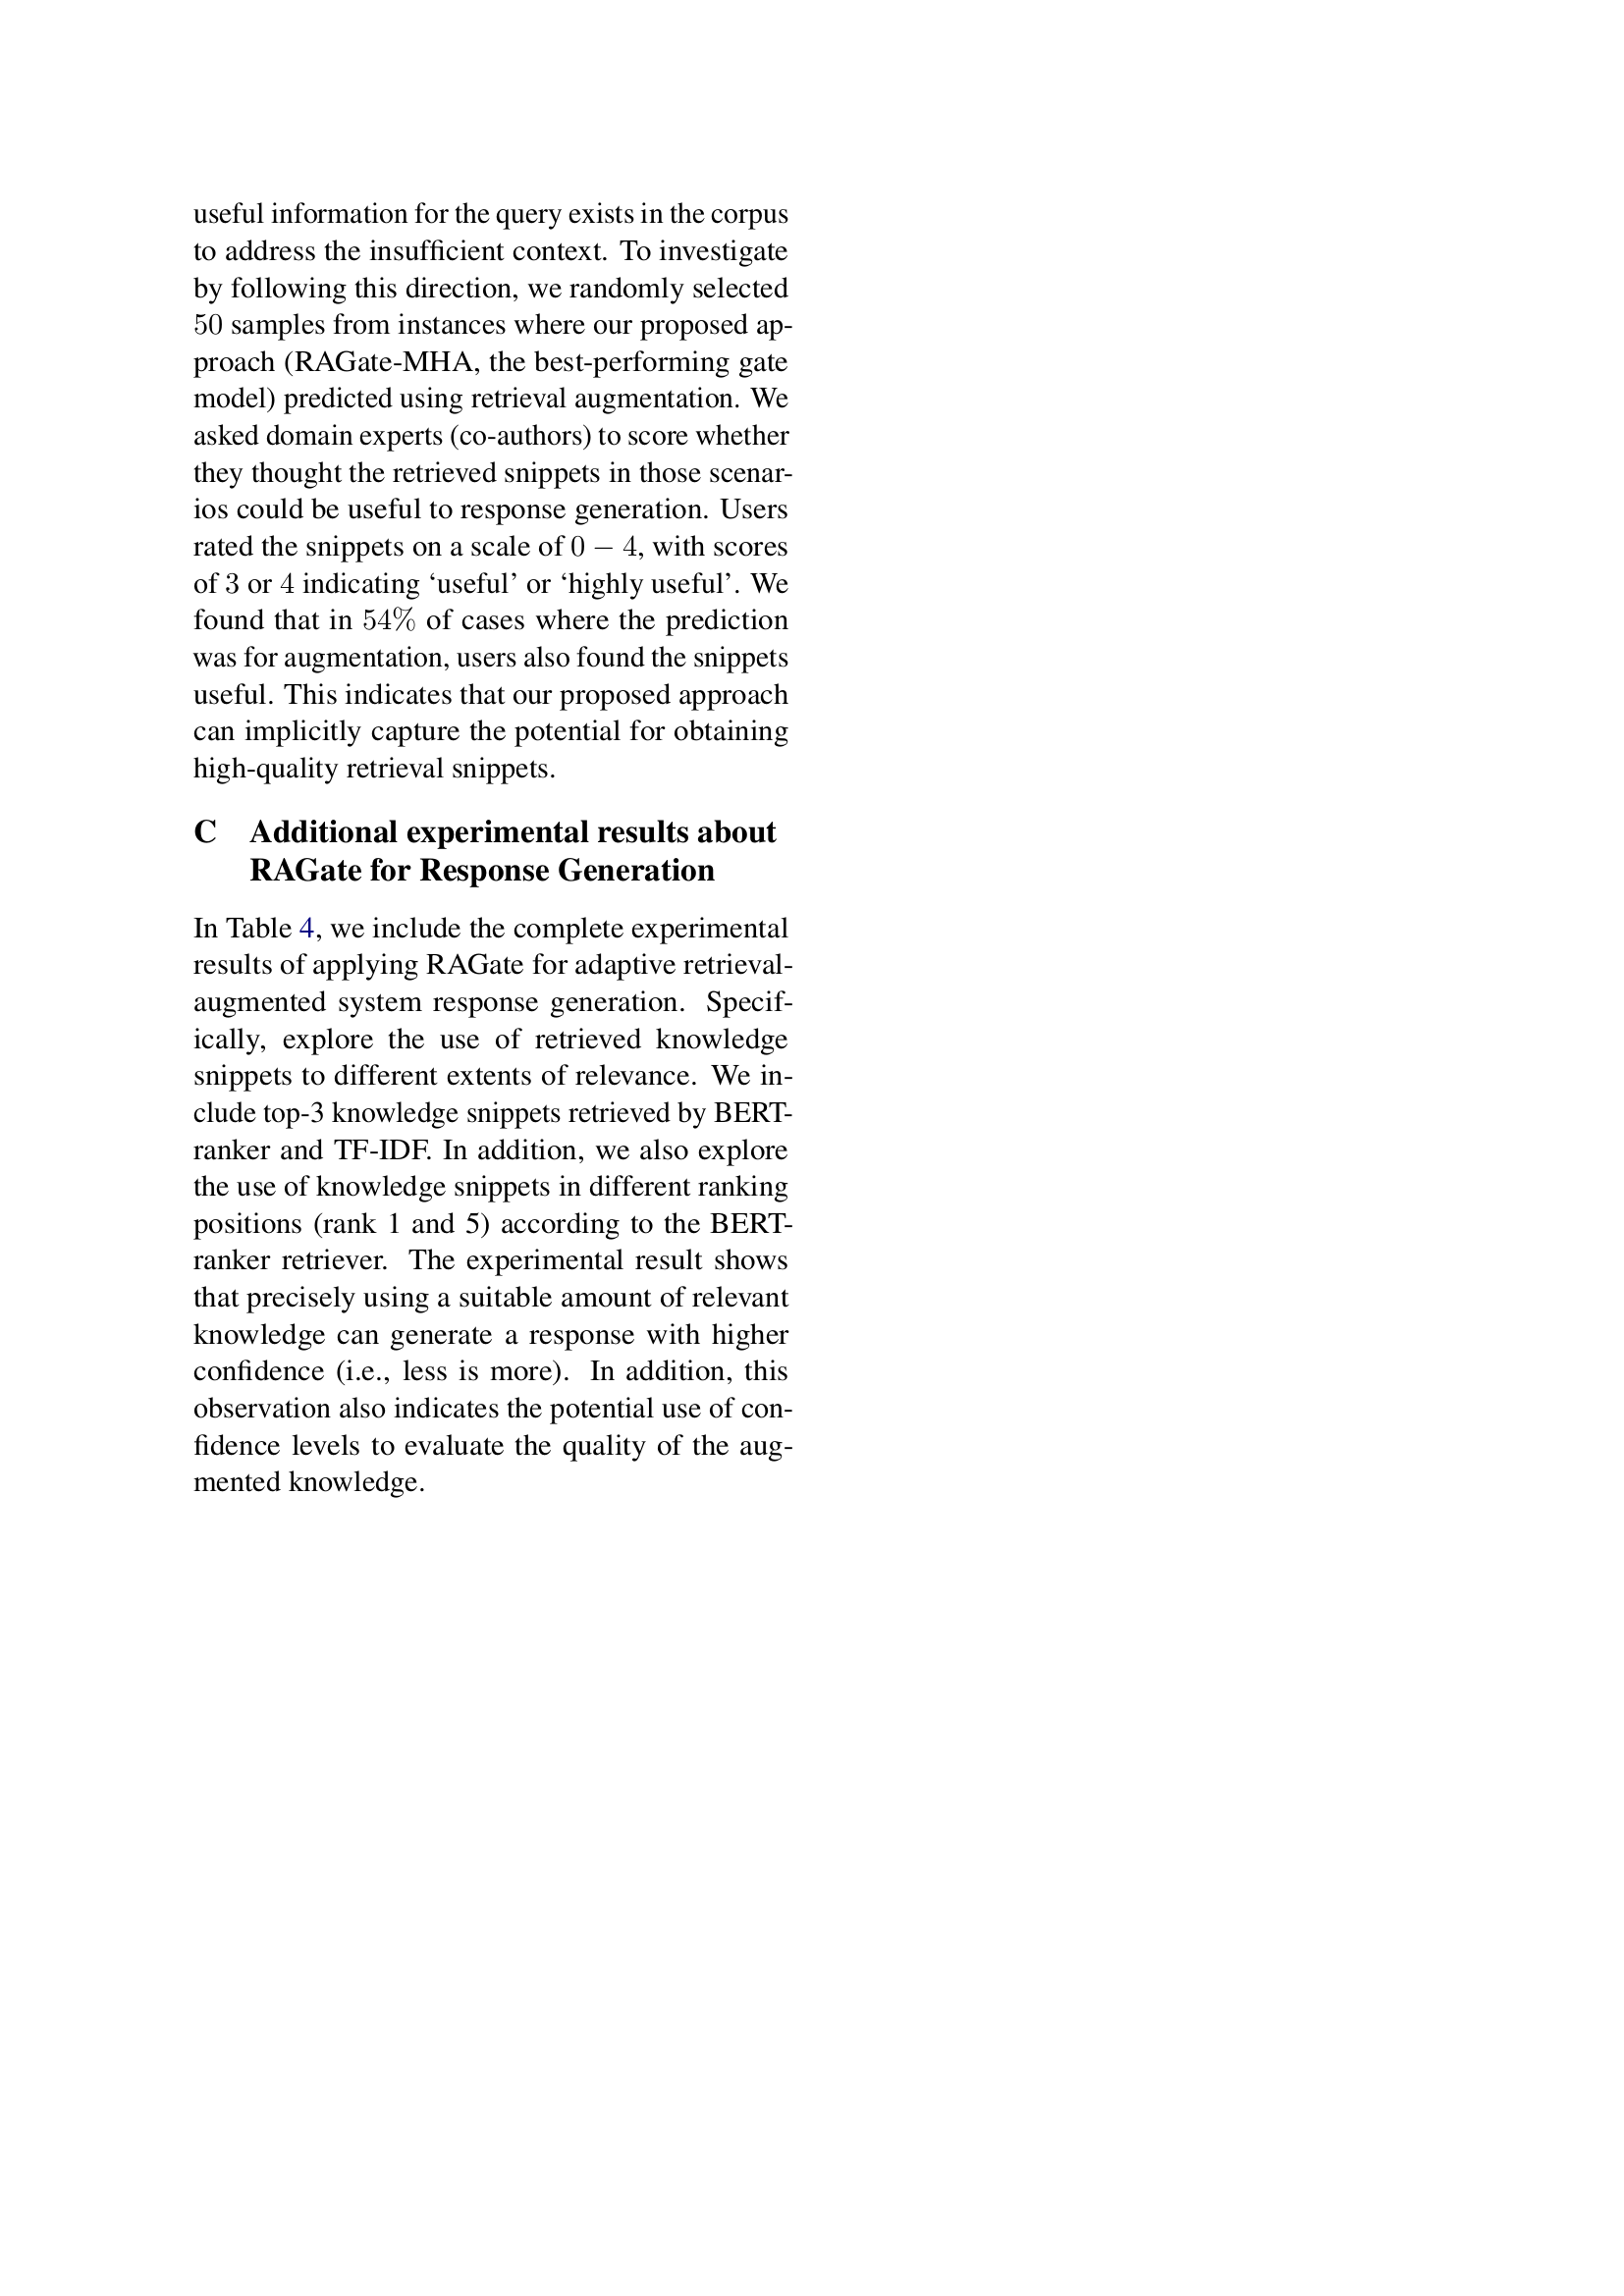 useful information for the query exists in the corpus
to address the insufficient context. To investigate
by following this direction, we randomly selected
50 samples from instances where our proposed ap-
proach (RAGate-MHA, the best-performing gate
model) predicted using retrieval augmentation. We
asked domain experts (co-authors) to score whether
they thought the retrieved snippets in those scenar-
ios could be useful to response generation. Users
rated the snippets on a scale of 0 – 4, with scores
of 3 or 4 indicating ‘useful’ or ‘highly useful’. We
found that in 54% of cases where the prediction
was for augmentation, users also found the snippets
useful. This indicates that our proposed approach
can implicitly capture the potential for obtaining
high-quality retrieval snippets.
C Additional experimental results about
RAGate for Response Generation
In Table 4, we include the complete experimental
results of applying RAGate for adaptive retrieval-
augmented system response generation. Specif-
ically, explore the use of retrieved knowledge
snippets to different extents of relevance. We in-
clude top-3 knowledge snippets retrieved by BERT-
ranker and TF-IDF. In addition, we also explore
the use of knowledge snippets in different ranking
positions (rank 1 and 5) according to the BERT-
ranker retriever. The experimental result shows
that precisely using a suitable amount of relevant
knowledge can generate a response with higher
confidence (i.e., less is more). In addition, this
observation also indicates the potential use of con-
fidence levels to evaluate the quality of the aug-
mented knowledge.